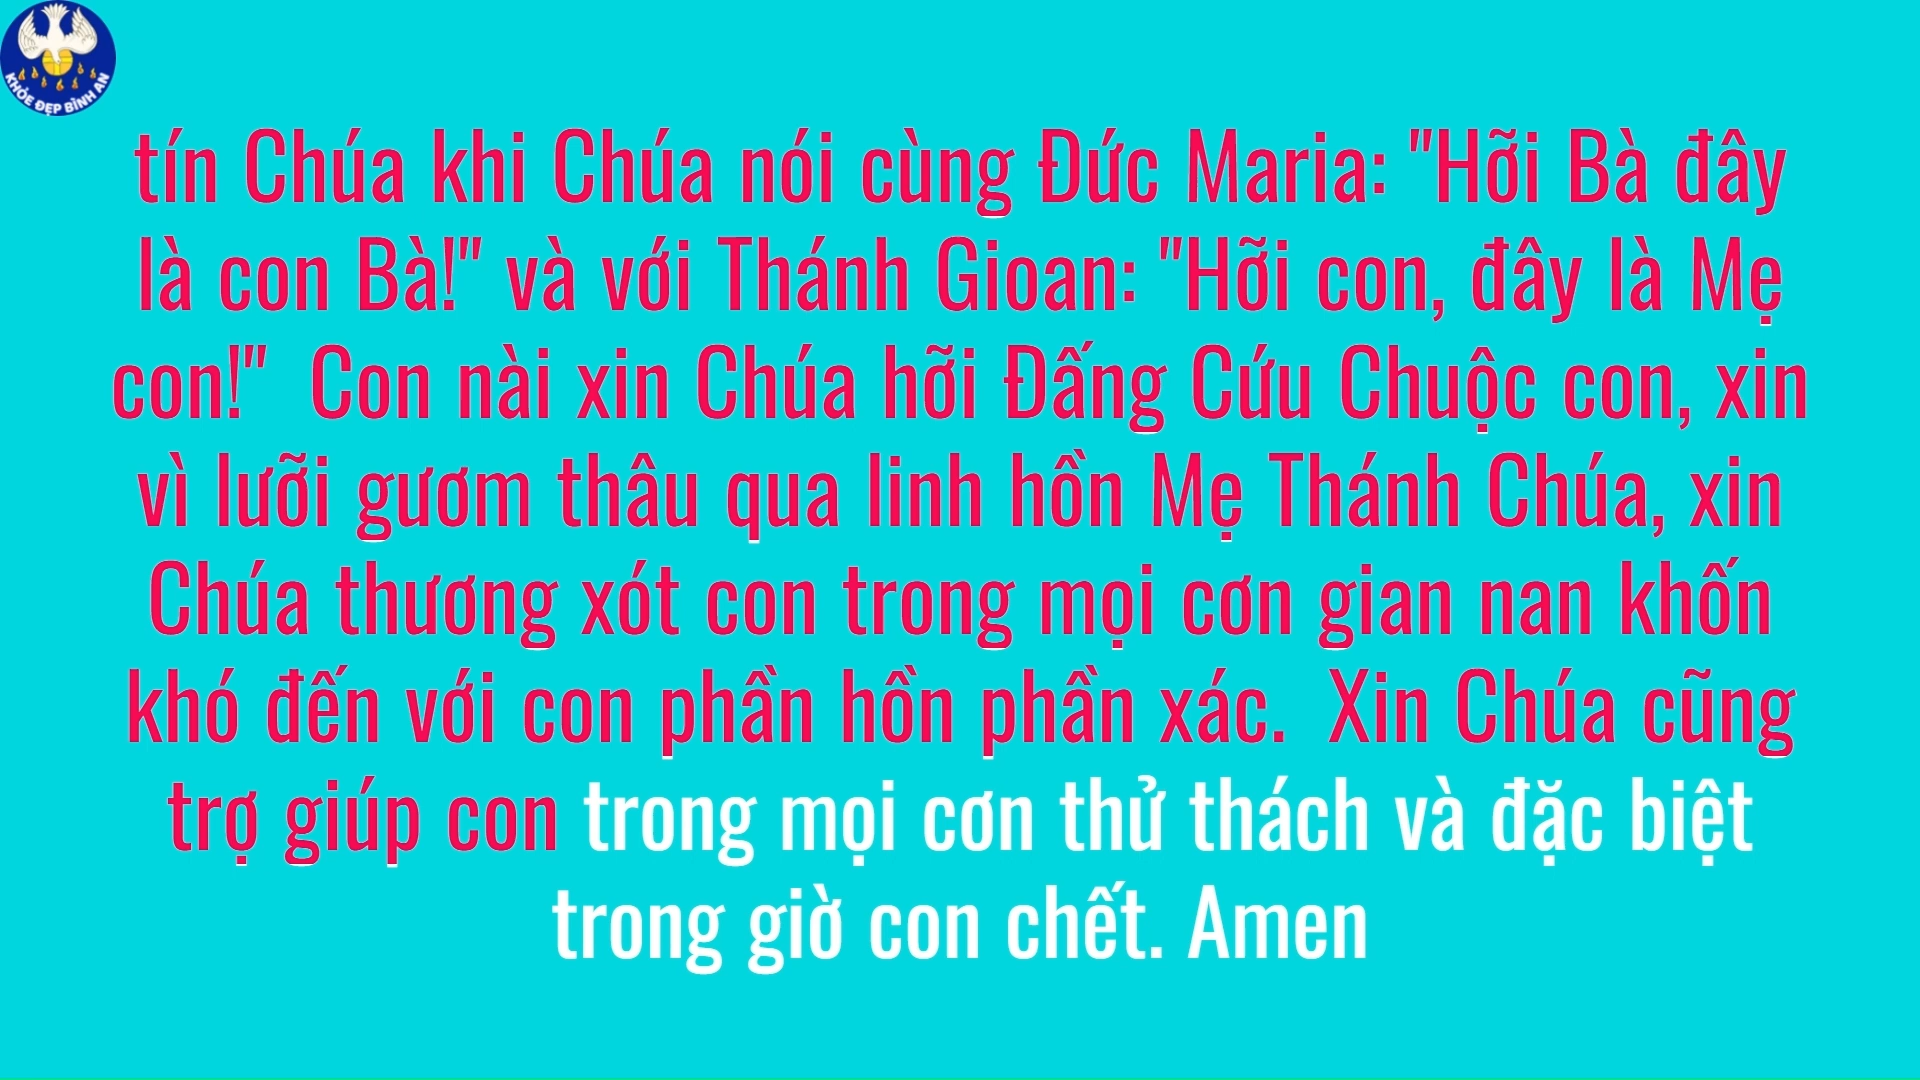 KHỎE ĐẸP BÌNH AN
tín Chúa khi Chúa nói cùng Đức Maria: "Hỡi Bà đây
là con Bà!" và với Thánh Gioan: "Hỡi con, đây là Mẹ
con!"  Con nài xin Chúa hỡi Đấng Cứu Chuộc con, xin
vì lưỡi gươm thâu qua linh hồn Mẹ Thánh Chúa, xin
Chúa thương xót con trong mọi cơn gian nan khốn
khó đến với con phần hồn phần xác.  Xin Chúa cũng
trợ giúp con trong mọi cơn thử thách và đặc biệt
trong giờ con chết. Amen